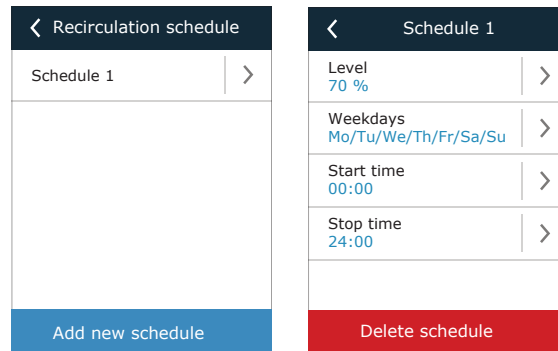 Recirculation schedule
Schedule 1
Add new schedule
Schedule 1
Level
70 %
Weekdays
Mo/Tu/We/Th/Fr/Sa/Su
Start time
00:00
Stop time
24:00
Delete schedule